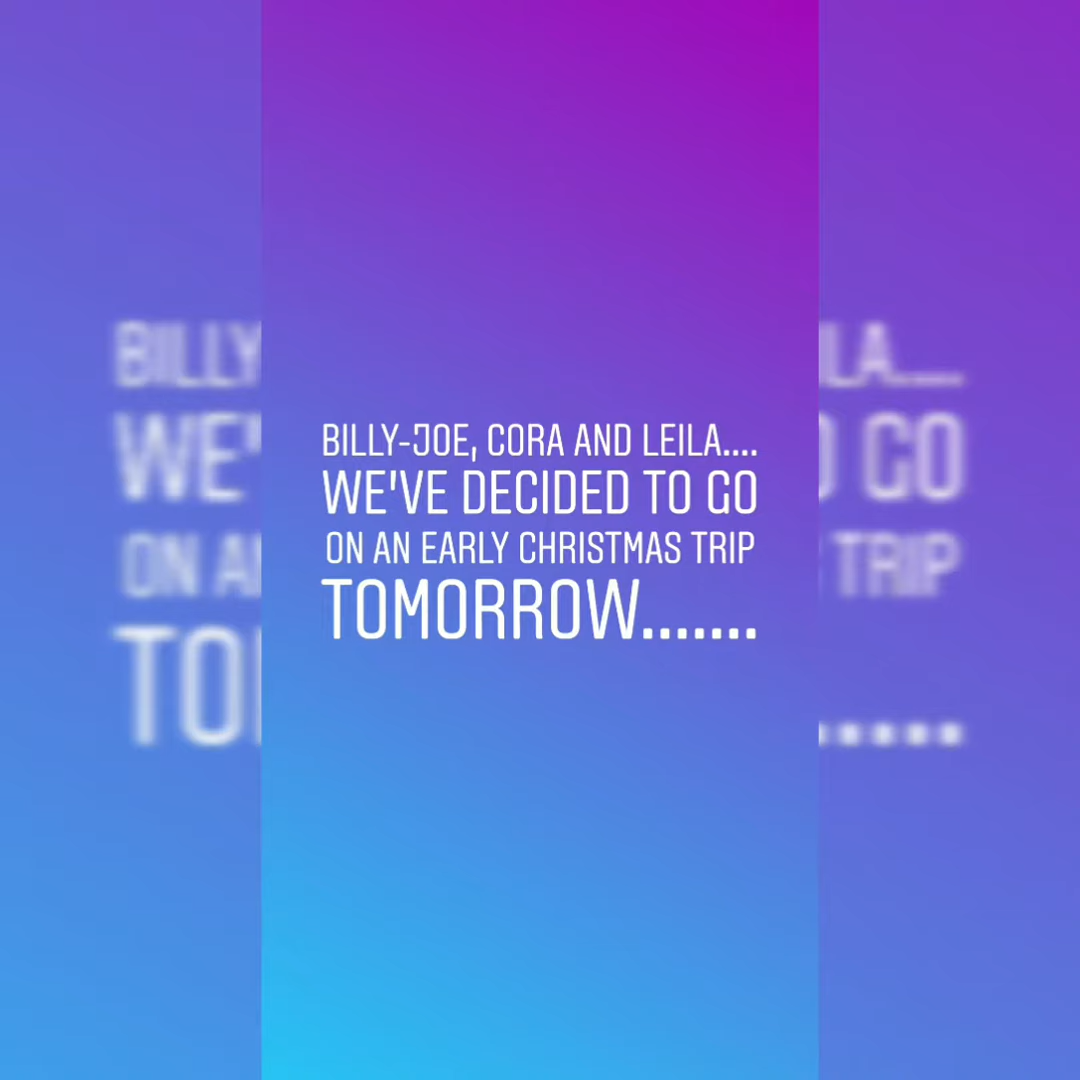 BILLY-JOE, CORA AND LEILA....
WE'VE DECIDED TO GO
ON AN EARLY CHRISTMAS TRIP
TOMORROW.......